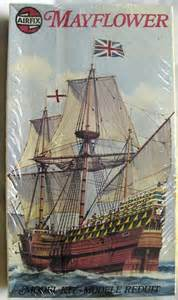 AIRFIX
MAYFLOWER
MODEL KIT - MODELE REDUIT